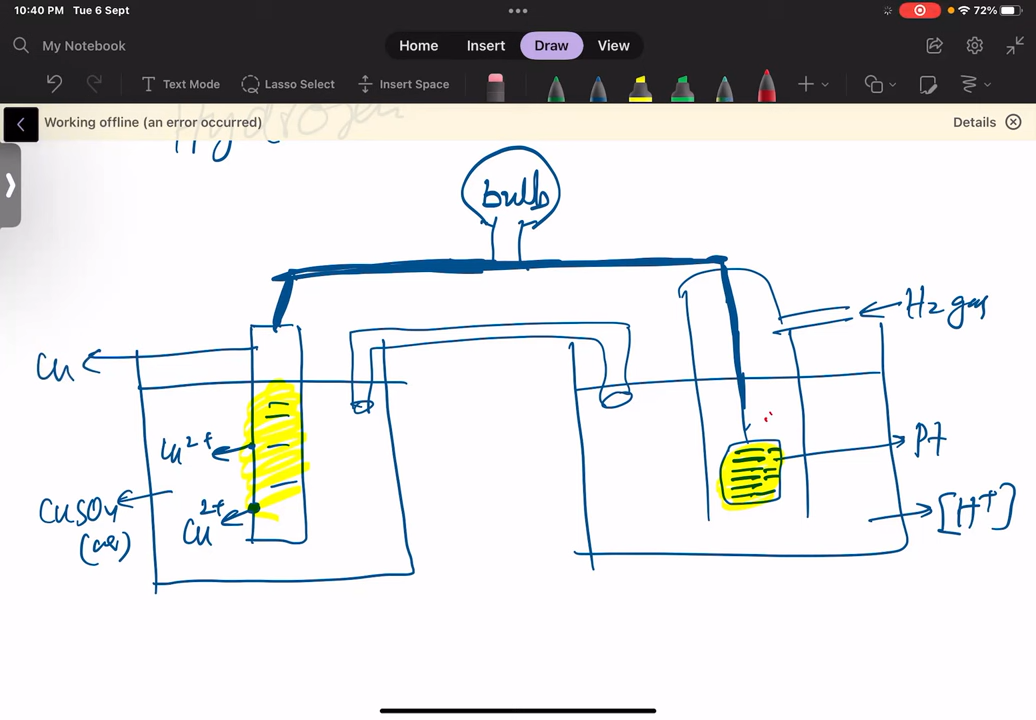 10:40 PM Tue 6 Sept
72%
My Notebook
Home Insert Draw View
Text Mode Lasso Select Insert Space
Hydrogen
Working offline (an error occurred)
Details
bulb
H2 gas
Cu
Cu2+
Pt
CuSO4
(aq)
Cu2+
[H+]